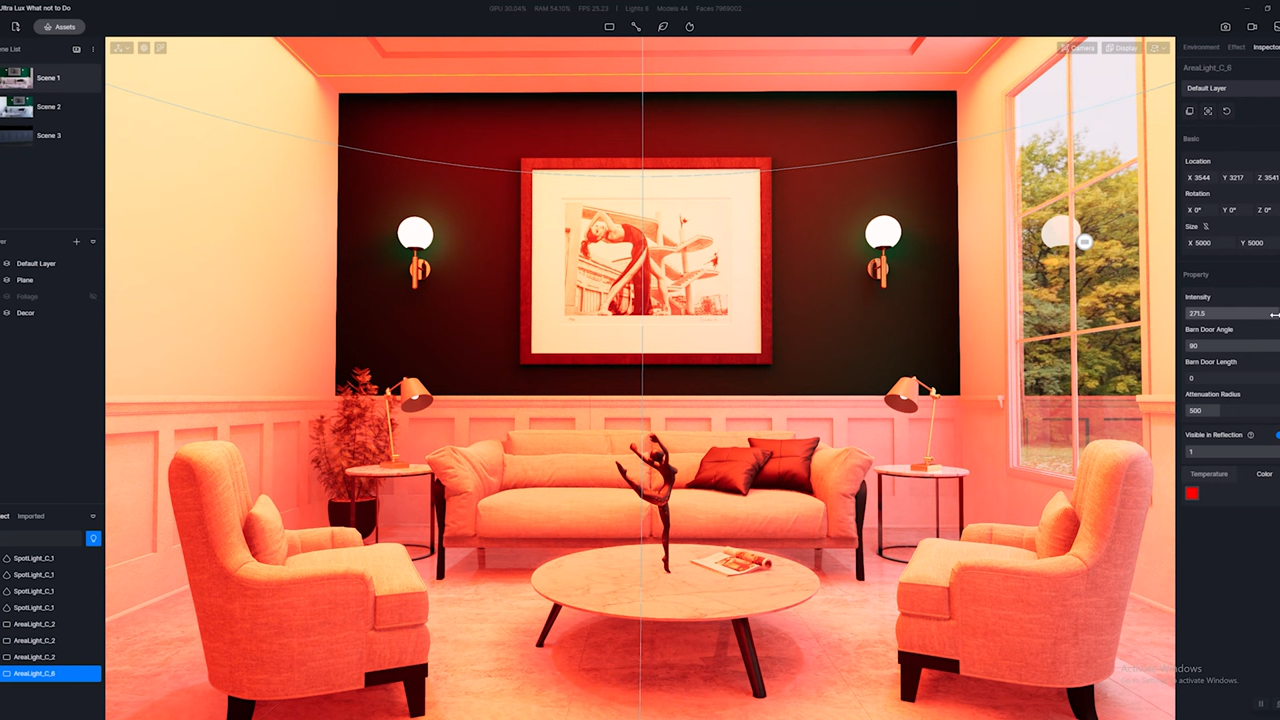 Ultra Lux What not to Do
GPU 30.04% RAM 54.10% FPS 25.23 | Lights 8 Models 44 Faces 7969002
Assets
ne List
Scene 1
Scene 2
Scene 3
er
Default Layer
Plane
Foliage
Decor
ect Imported
SpotLight_C_1
SpotLight_C_1
SpotLight_C_1
SpotLight_C_1
AreaLight_C_2
AreaLight_C_2
AreaLight_C_2
AreaLight_C_6
Camera Display
Environment Effect Inspector
AreaLight_C_6
Default Layer
Basic
Location
X 3544 Y 3217 Z 3541
Rotation
X 0° Y 0° Z 0°
Size
X 5000 Y 5000
Property
Intensity
271.5
Barn Door Angle
90
Barn Door Length
0
Attenuation Radius
500
Visible in Reflection
1
Temperature Color
Activate Windows
to activate Windows.